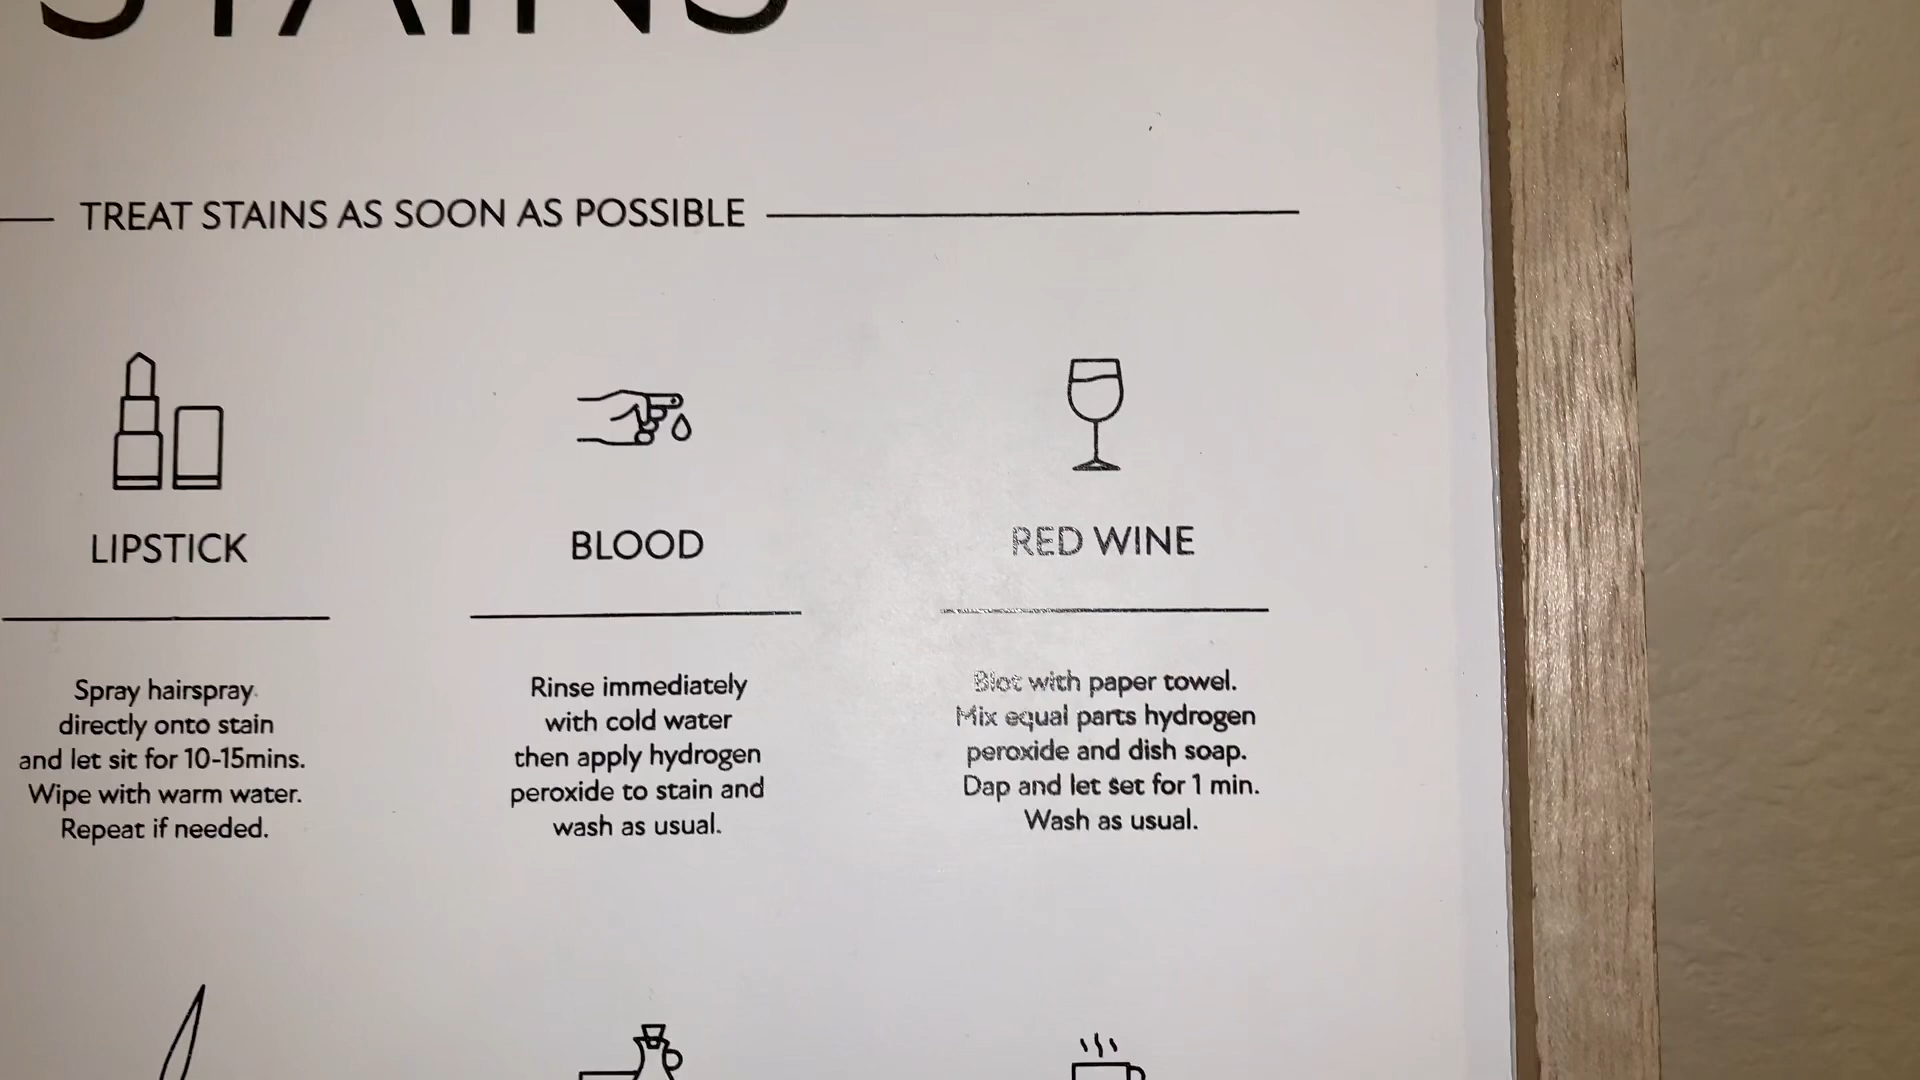 STAINS
TREAT STAINS AS SOON AS POSSIBLE
LIPSTICK
Spray hairspray
directly onto stain
and let sit for 10-15mins.
Wipe with warm water.
Repeat if needed.
BLOOD
Rinse immediately
with cold water
then apply hydrogen
peroxide to stain and
wash as usual.
RED WINE
Blot with paper towel.
Mix equal parts hydrogen
peroxide and dish soap.
Dap and let set for 1 min.
Wash as usual.